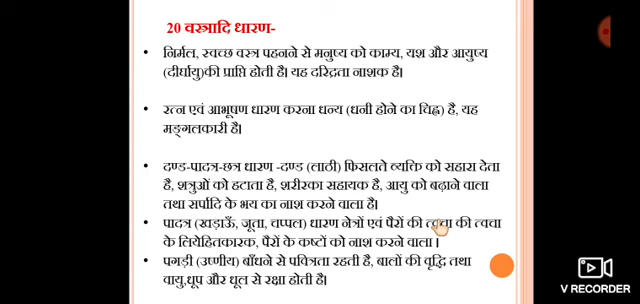 20 वस्त्रादि धारण-
निर्मल, स्वच्छ वस्त्र पहनने से मनुष्य को काम्य, यश और आयुष्य
(दीर्घायु)की प्राप्ति होती है। यह दरिद्रता नाशक है।
रत्न एवं आभूषण धारण करना धन्य (धनी होने का चिह्न) है, यह
मङ्गलकारी है।
दण्ड-पादत्र-छत्र धारण -दण्ड (लाठी) फिसलते व्यक्ति को सहारा देता
है, शत्रुओं को हटाता है, शरीरका सहायक है, आयु को बढ़ाने वाला
तथा सर्पादि के भय का नाश करने वाला है।
पादत्र (खड़ाऊँ, जूता, चप्पल) धारण नेत्रों एवं पैरों की त्वचा की त्वचा
के लियेहितकारक, पैरों के कष्टों को नाश करने वाला ।
पगड़ी (उष्णीय) बाँधने से पवित्रता रहती है, बालों की वृद्धि तथा
वायु,धूप और धूल से रक्षा होती है।
V RECORDER